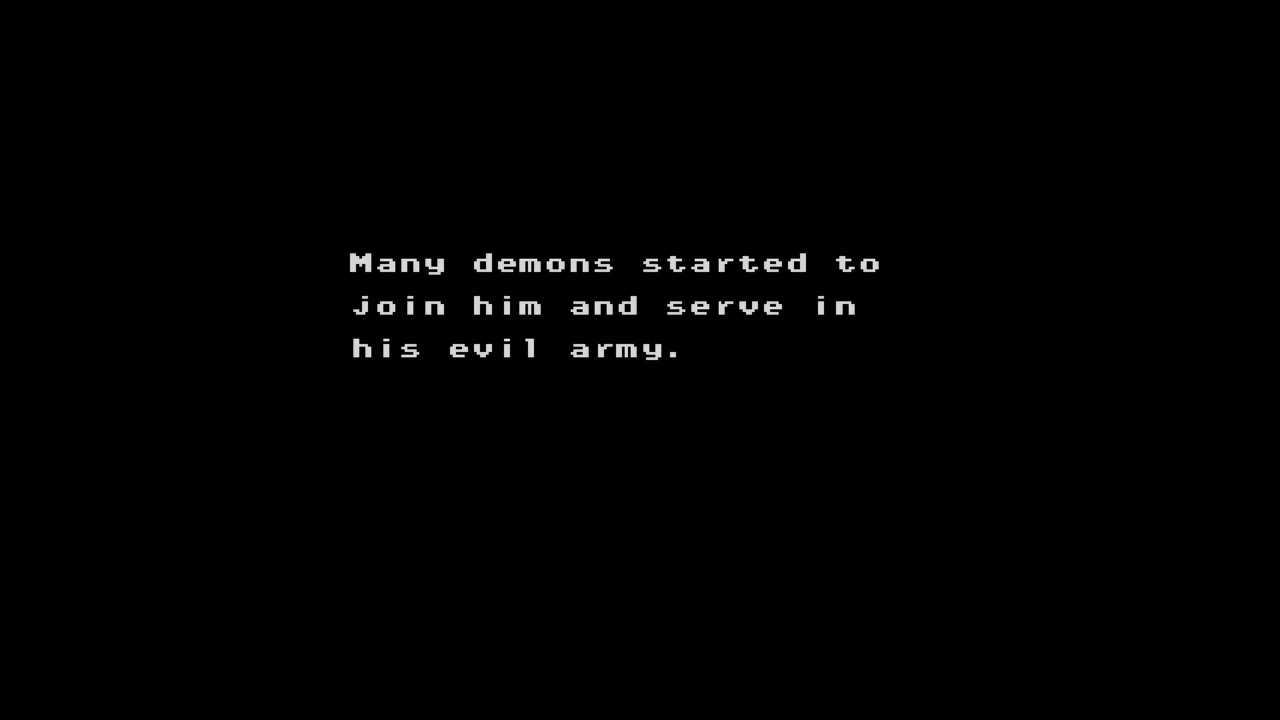 Many demons started to
join him and serve in
his evil army.